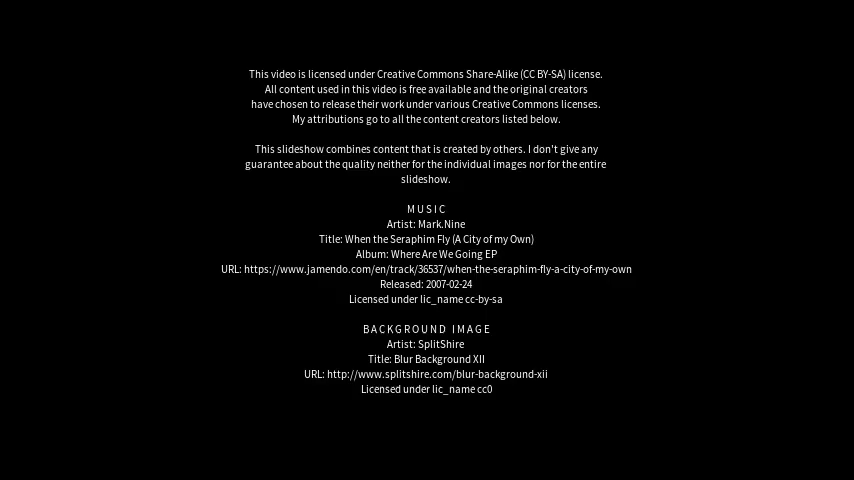 This video is licensed under Creative Commons Share-Alike (CC BY-SA) license.
All content used in this video is free available and the original creators
have chosen to release their work under various Creative Commons licenses.
My attributions go to all the content creators listed below.
This slideshow combines content that is created by others. I don't give any
guarantee about the quality neither for the individual images nor for the entire
slideshow.
M U S I C
Artist: Mark.Nine
Title: When the Seraphim Fly (A City of my Own)
Album: Where Are We Going EP
URL: https://www.jamendo.com/en/track/36537/when-the-seraphim-fly-a-city-of-my-own
Released: 2007-02-24
Licensed under lic_name cc-by-sa
B A C K G R O U N D   I M A G E
Artist: SplitShire
Title: Blur Background XII
URL: http://www.splitshire.com/blur-background-xii
Licensed under lic_name cc0